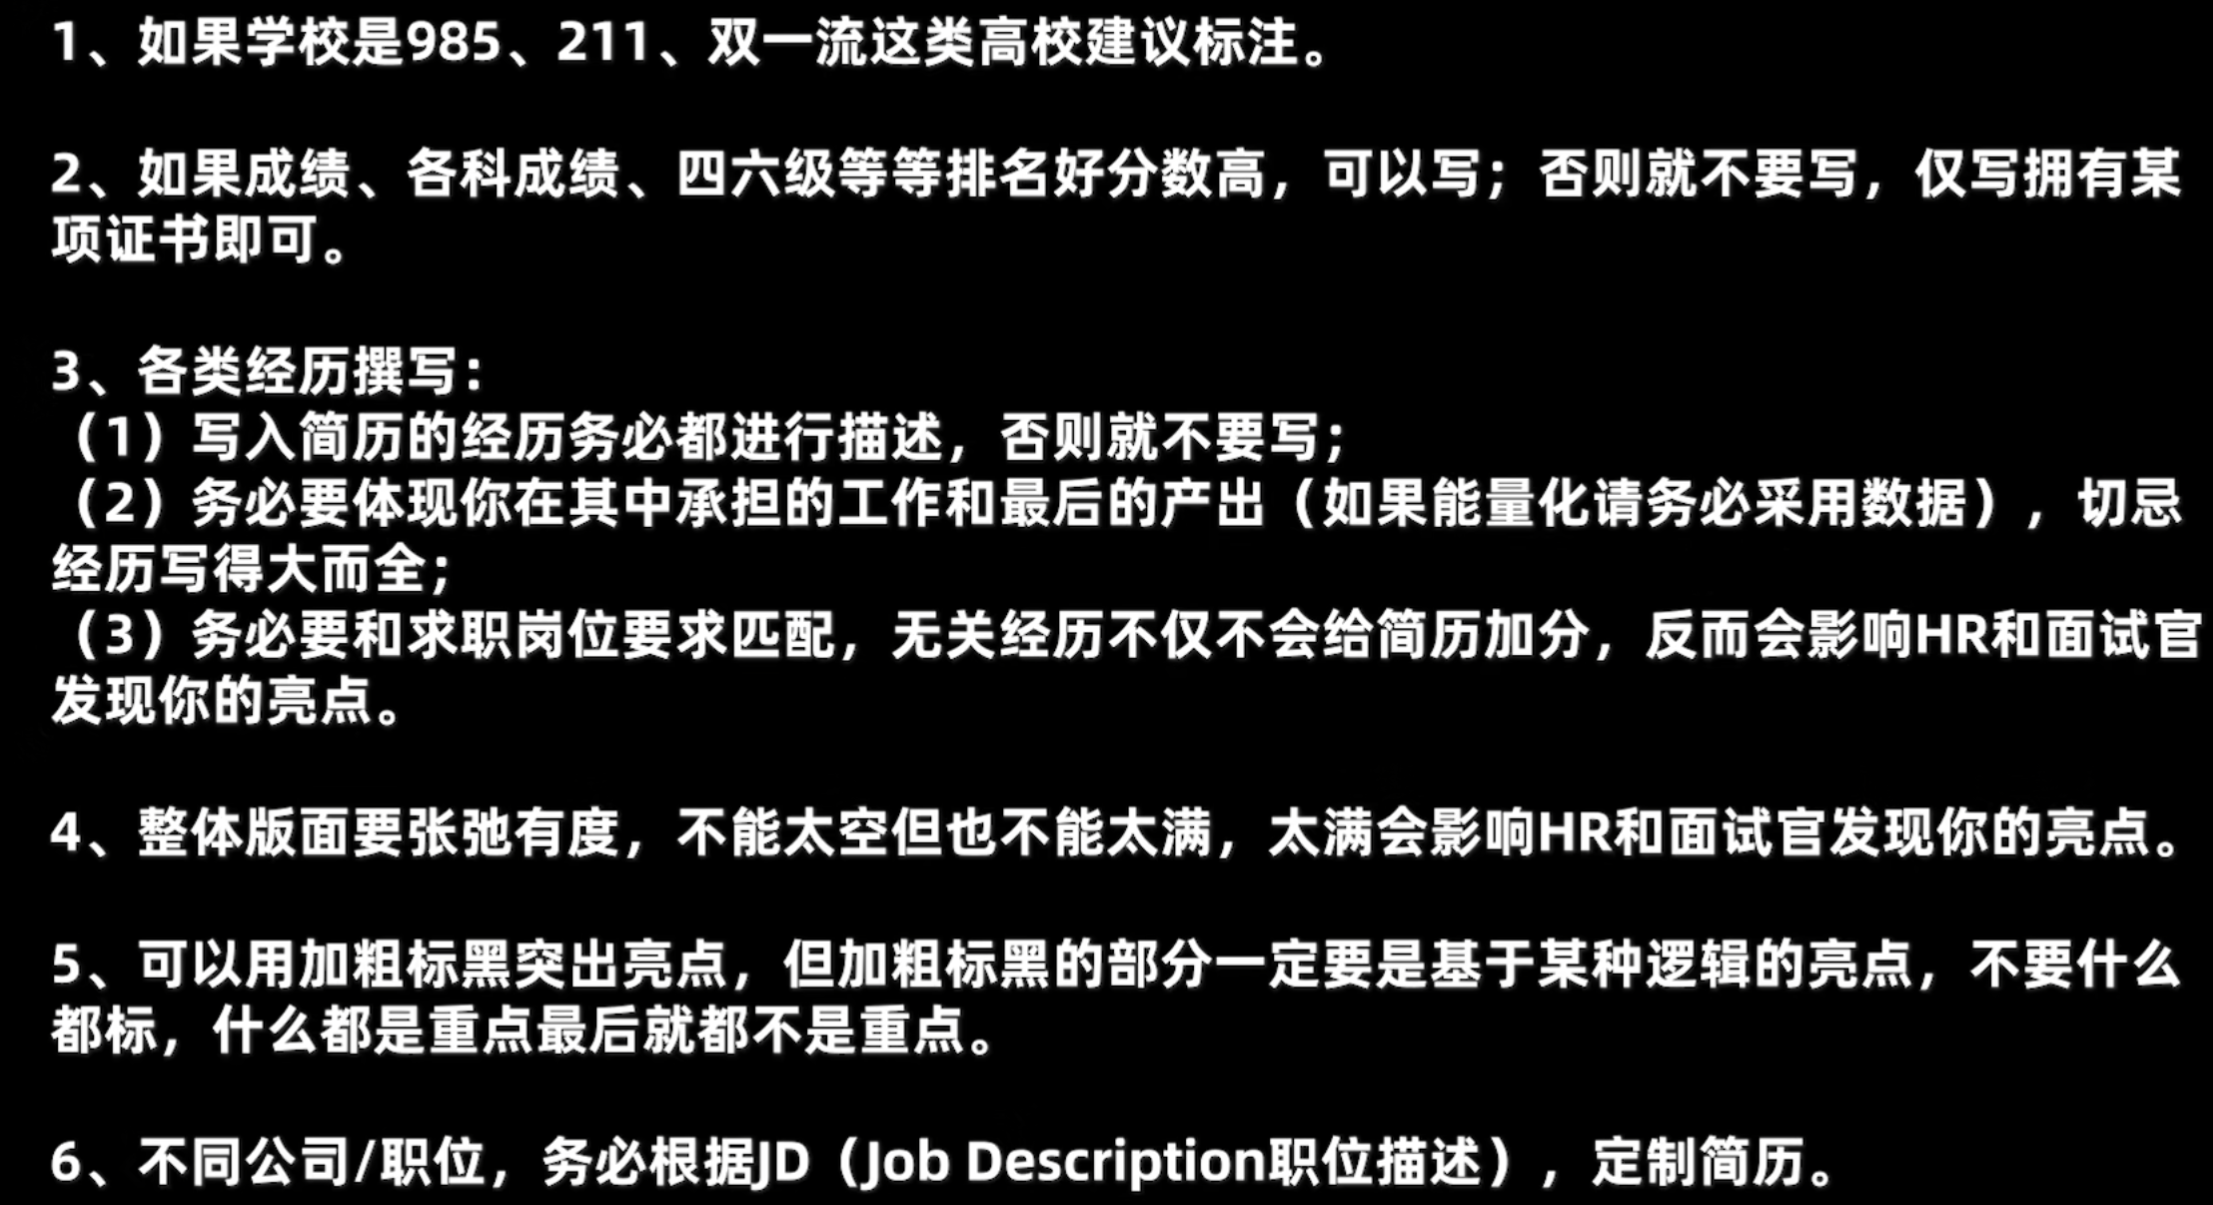 1、如果学校是985、211、双一流这类高校建议标注。
2、如果成绩、各科成绩、四六级等等排名好分数高，可以写；否则就不要写，仅写拥有某
项证书即可。
3、各类经历撰写：
（1）写入简历的经历务必都进行描述，否则就不要写；
（2）务必要体现你在其中承担的工作和最后的产出（如果能量化请务必采用数据），切忌
经历写得大而全；
（3）务必要和求职岗位要求匹配，无关经历不仅不会给简历加分，反而会影响HR和面试官
发现你的亮点。
4、整体版面要张弛有度，不能太空但也不能太满，太满会影响HR和面试官发现你的亮点。
5、可以用加粗标黑突出亮点，但加粗标黑的部分一定要是基于某种逻辑的亮点，不要什么
都标，什么都是重点最后就都不是重点。
6、不同公司/职位，务必根据JD（Job Description职位描述），定制简历。